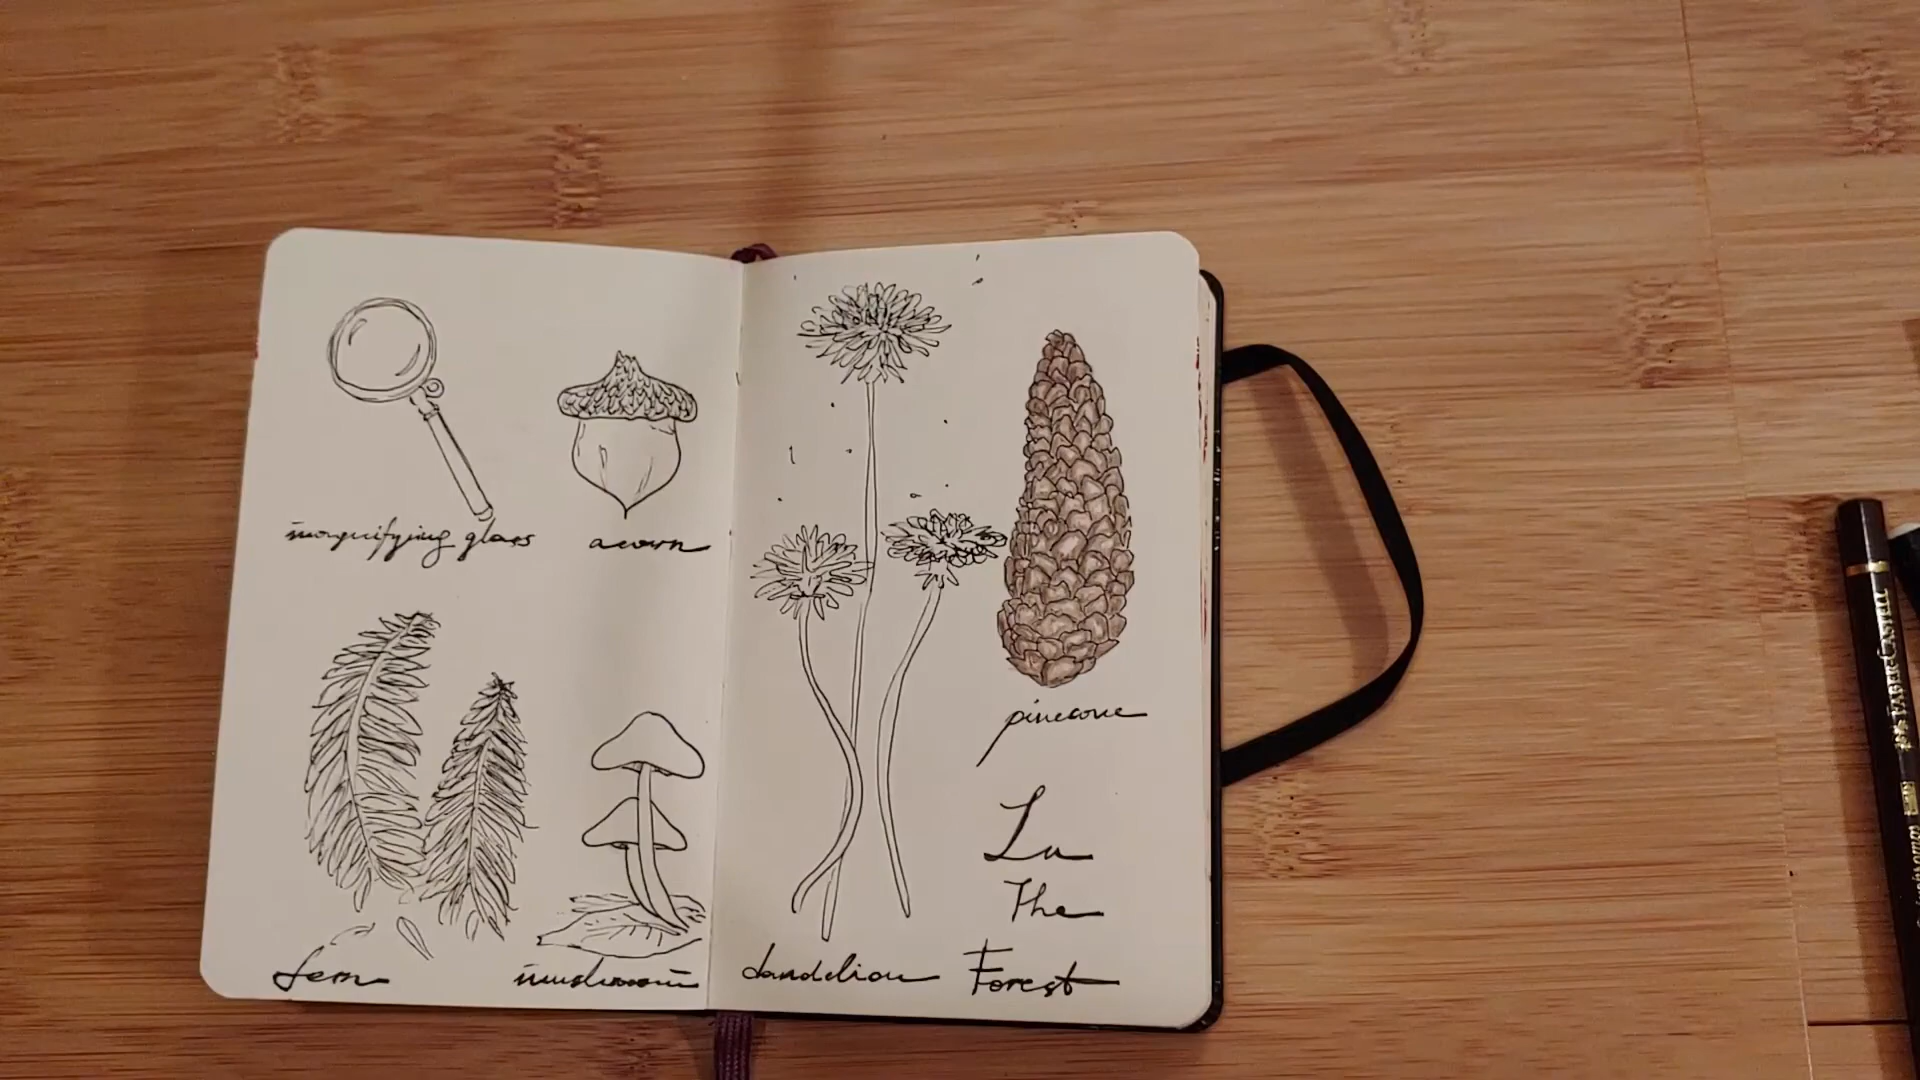 magnifying glass
acorn
fern
mushroom
dandelion
pinecone
In
The
Forest
FABER-CASTELL